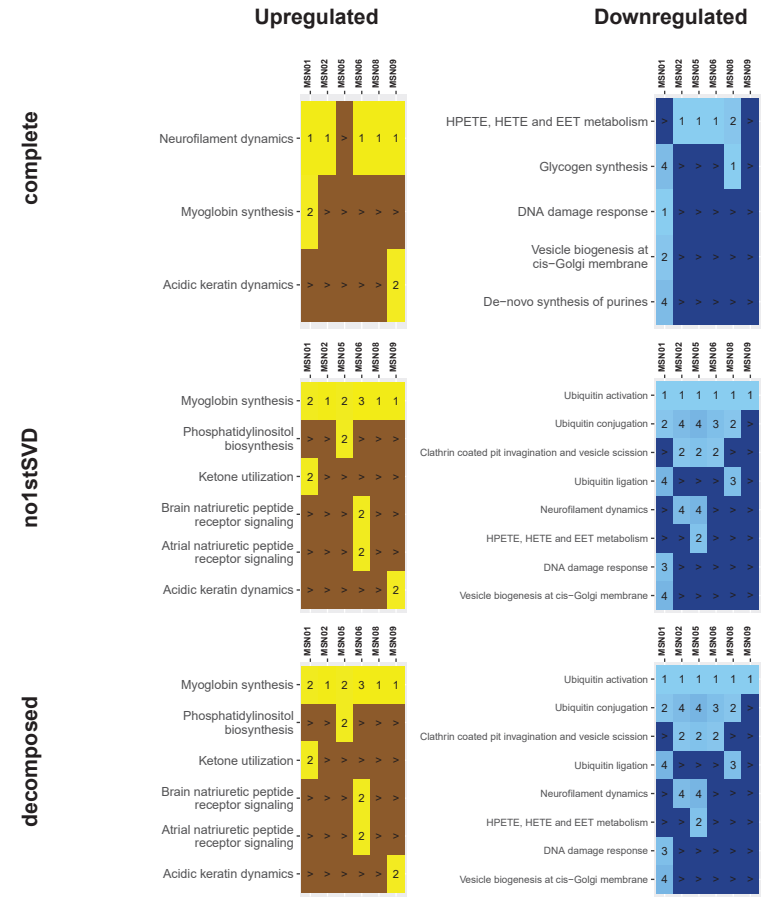 Upregulated Downregulated
complete
MSN01 MSN02 MSN05 MSN06 MSN08 MSN09
Neurofilament dynamics 1 1 > 1 1 1
Myoglobin synthesis 2 > > > > >
Acidic keratin dynamics > > > > > 2
MSN01 MSN02 MSN05 MSN06 MSN08 MSN09
HPETE, HETE and EET metabolism > 1 1 1 2 >
Glycogen synthesis 4 > > > 1 >
DNA damage response 1 > > > > >
Vesicle biogenesis at
cis−Golgi membrane 2 > > > > >
De−novo synthesis of purines 4 > > > > >
no1stSVD
MSN01 MSN02 MSN05 MSN06 MSN08 MSN09
Myoglobin synthesis 2 1 2 3 1 1
Phosphatidylinositol
biosynthesis > > 2 > > >
Ketone utilization 2 > > > > >
Brain natriuretic peptide
receptor signaling > > > 2 > >
Atrial natriuretic peptide
receptor signaling > > > 2 > >
Acidic keratin dynamics > > > > > 2
MSN01 MSN02 MSN05 MSN06 MSN08 MSN09
Ubiquitin activation 1 1 1 1 1 1
Ubiquitin conjugation 2 4 4 3 2 >
Clathrin coated pit invagination and vesicle scission > 2 2 2 > >
Ubiquitin ligation 4 > > > 3 >
Neurofilament dynamics > 4 4 > > >
HPETE, HETE and EET metabolism > > 2 > > >
DNA damage response 3 > > > > >
Vesicle biogenesis at cis−Golgi membrane 4 > > > > >
decomposed
MSN01 MSN02 MSN05 MSN06 MSN08 MSN09
Myoglobin synthesis 2 1 2 3 1 1
Phosphatidylinositol
biosynthesis > > 2 > > >
Ketone utilization 2 > > > > >
Brain natriuretic peptide
receptor signaling > > > 2 > >
Atrial natriuretic peptide
receptor signaling > > > 2 > >
Acidic keratin dynamics > > > > > 2
MSN01 MSN02 MSN05 MSN06 MSN08 MSN09
Ubiquitin activation 1 1 1 1 1 1
Ubiquitin conjugation 2 4 4 3 2 >
Clathrin coated pit invagination and vesicle scission > 2 2 2 > >
Ubiquitin ligation 4 > > > 3 >
Neurofilament dynamics > 4 4 > > >
HPETE, HETE and EET metabolism > > 2 > > >
DNA damage response 3 > > > > >
Vesicle biogenesis at cis−Golgi membrane 4 > > > > >